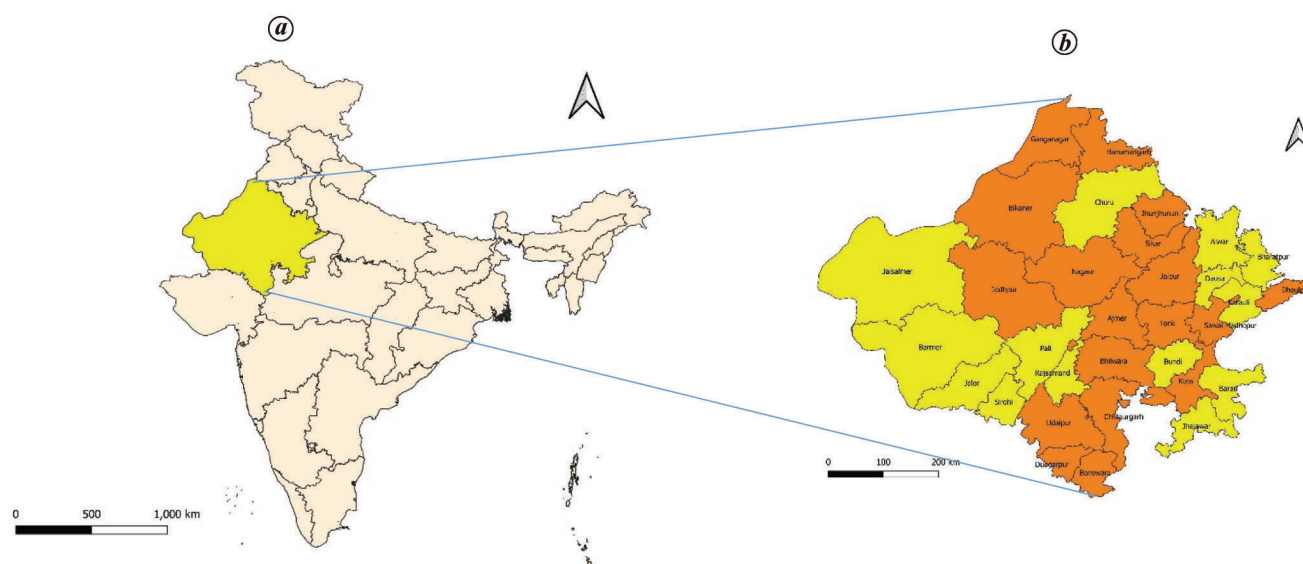 a
b
Ganganagar
Hanumangarh
Bikaner
Churu
Jhunjhunun
Sikar
Alwar
Bharatpur
Jaisalmer
Nagaur
Jaipur
Dausa
Jodhpur
Dhaulpur
Karauli
Ajmer
Tonk
Sawai Madhopur
Barmer
Pali
Bhilwara
Bundi
Rajsamand
Kota
Jalor
Baran
Sirohi
Chittaurgarh
Udaipur
Jhalawar
Dungarpur
Banswara
0 100 200 km
0 500 1,000 km